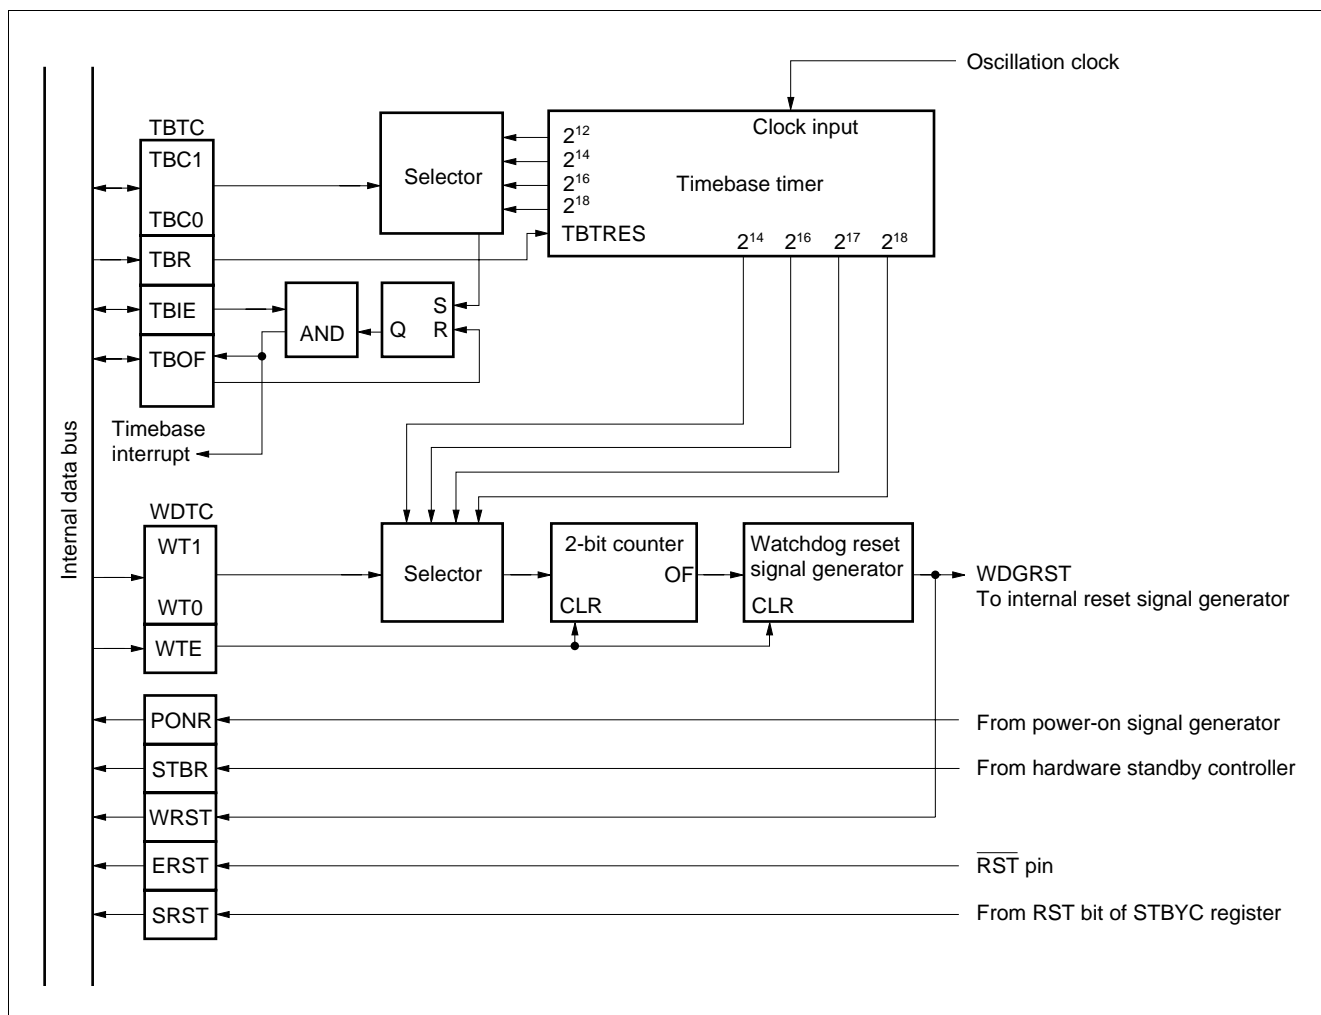 Oscillation clock
TBTC
TBC1
TBC0
TBR
TBIE
TBOF
Selector
2¹²
2¹⁴
2¹⁶
2¹⁸
TBTRES
Clock input
Timebase timer
2¹⁴ 2¹⁶ 2¹⁷ 2¹⁸
AND
S
Q R
Timebase
interrupt
Internal data bus
WDTC
WT1
WT0
WTE
Selector
2-bit counter
OF
CLR
Watchdog reset
signal generator
CLR
WDGRST
To internal reset signal generator
PONR
From power-on signal generator
STBR
From hardware standby controller
WRST
ERST
R̅S̅T̅ pin
SRST
From RST bit of STBYC register